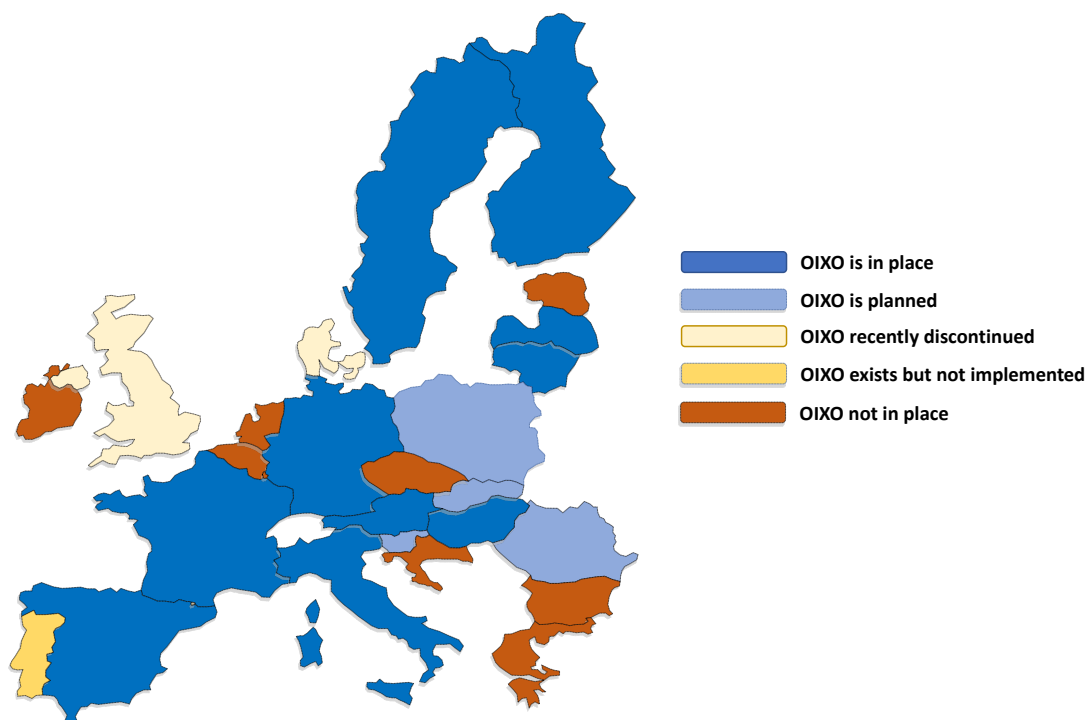 OIXO is in place
OIXO is planned
OIXO recently discontinued
OIXO exists but not implemented
OIXO not in place